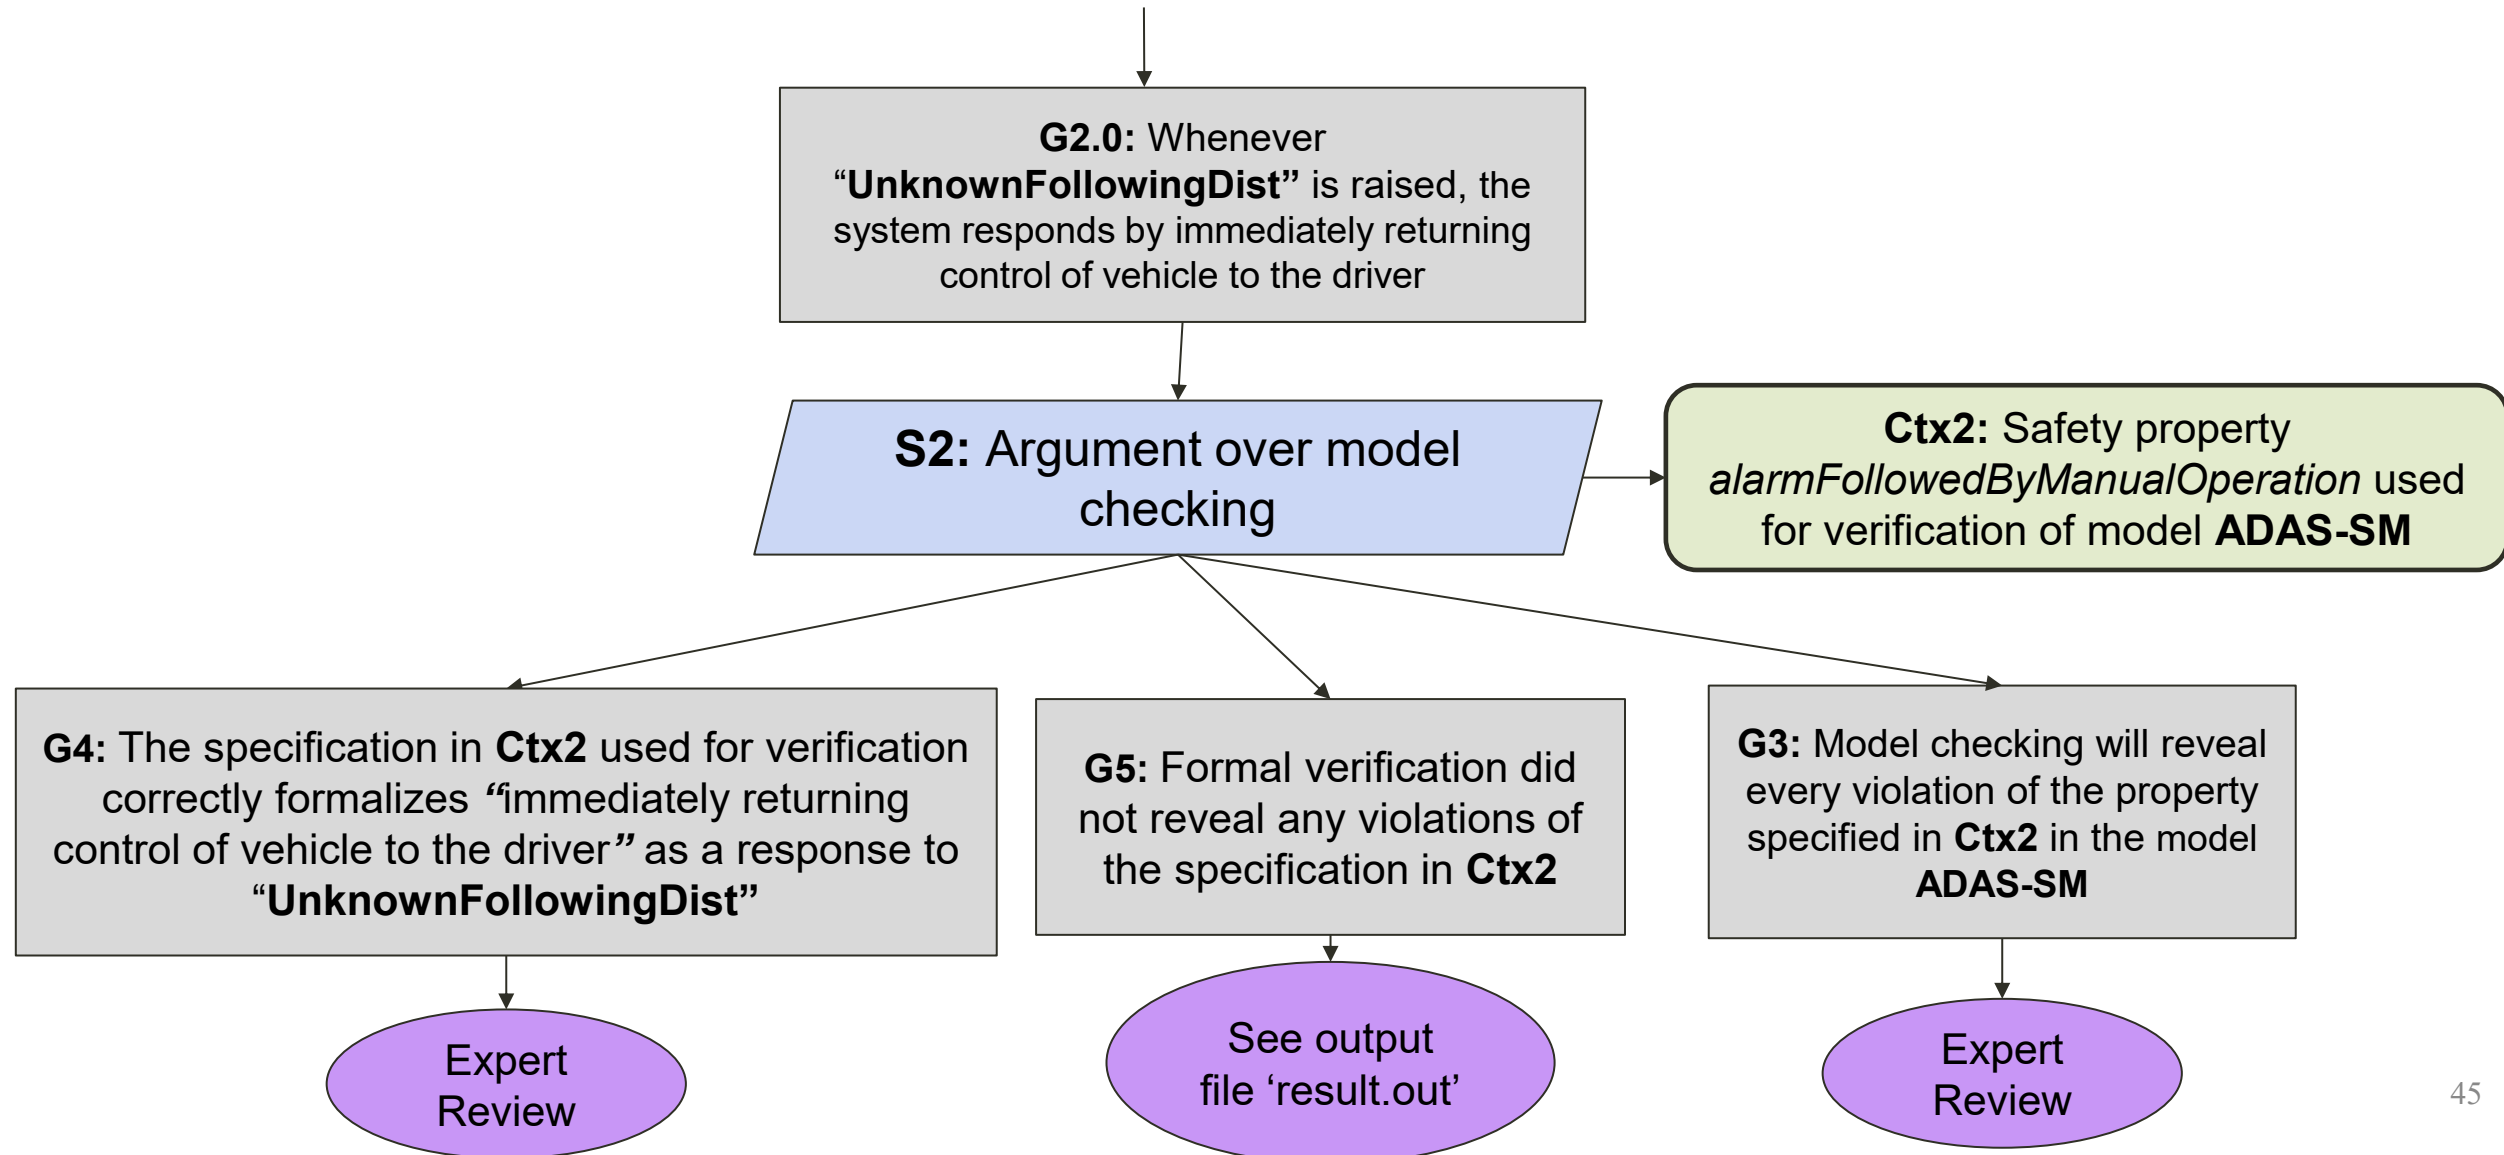 G2.0: Whenever
“UnknownFollowingDist” is raised, the
system responds by immediately returning
control of vehicle to the driver
S2: Argument over model
checking
Ctx2: Safety property
alarmFollowedByManualOperation used
for verification of model ADAS-SM
G4: The specification in Ctx2 used for verification
correctly formalizes “immediately returning
control of vehicle to the driver” as a response to
“UnknownFollowingDist”
G5: Formal verification did
not reveal any violations of
the specification in Ctx2
G3: Model checking will reveal
every violation of the property
specified in Ctx2 in the model
ADAS-SM
Expert
Review
See output
file ‘result.out’
Expert
Review
45